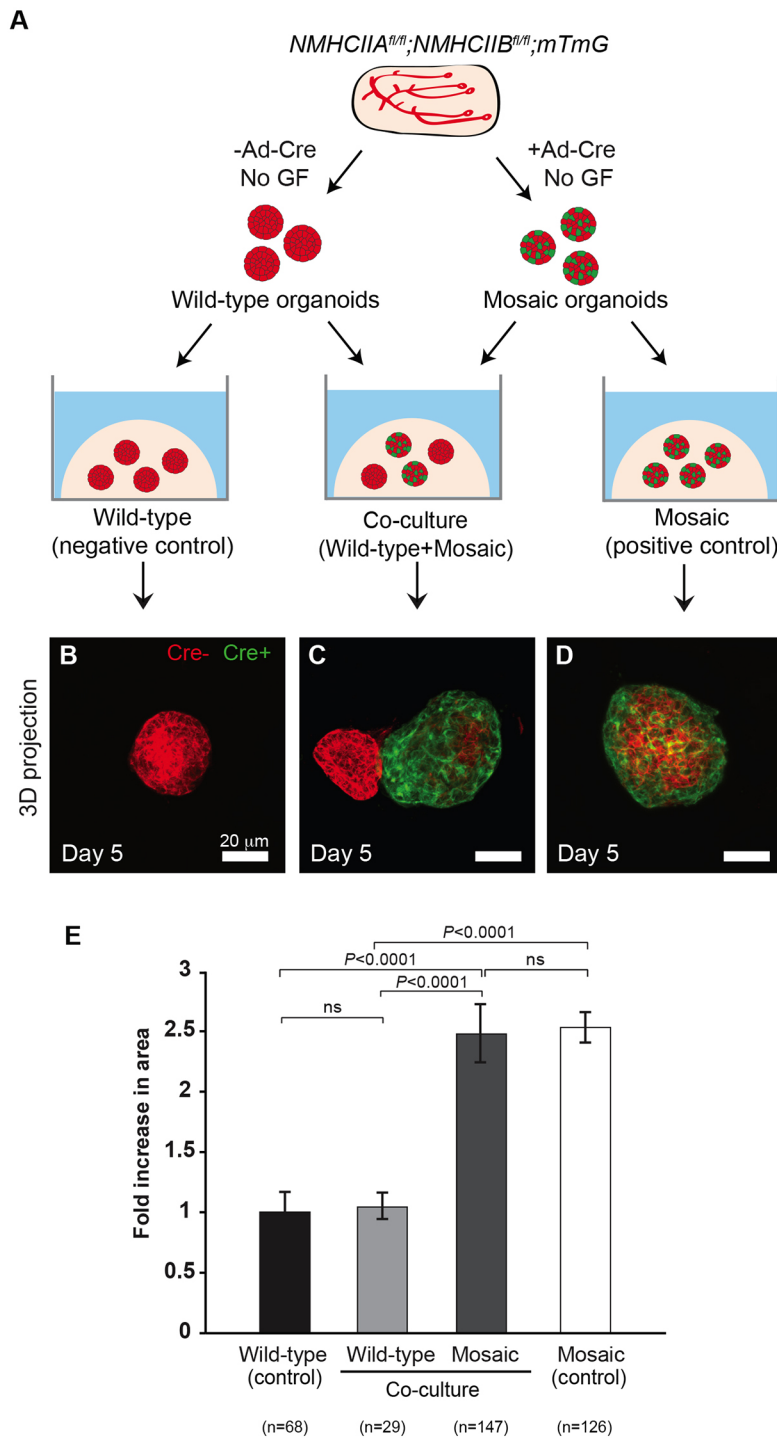 A
NMHCIIAfl/fl;NMHCIIBfl/fl;mTmG
-Ad-Cre
No GF
+Ad-Cre
No GF
Wild-type organoids
Mosaic organoids
Wild-type
(negative control)
Co-culture
(Wild-type+Mosaic)
Mosaic
(positive control)
3D projection
B
Cre- Cre+
Day 5
20 μm
C
Day 5
D
Day 5
E
P<0.0001
P<0.0001
ns
P<0.0001
ns
Fold increase in area
3
2.5
2
1.5
1
0.5
0
Wild-type
(control)
Wild-type
Mosaic
Co-culture
Mosaic
(control)
(n=68)
(n=29)
(n=147)
(n=126)